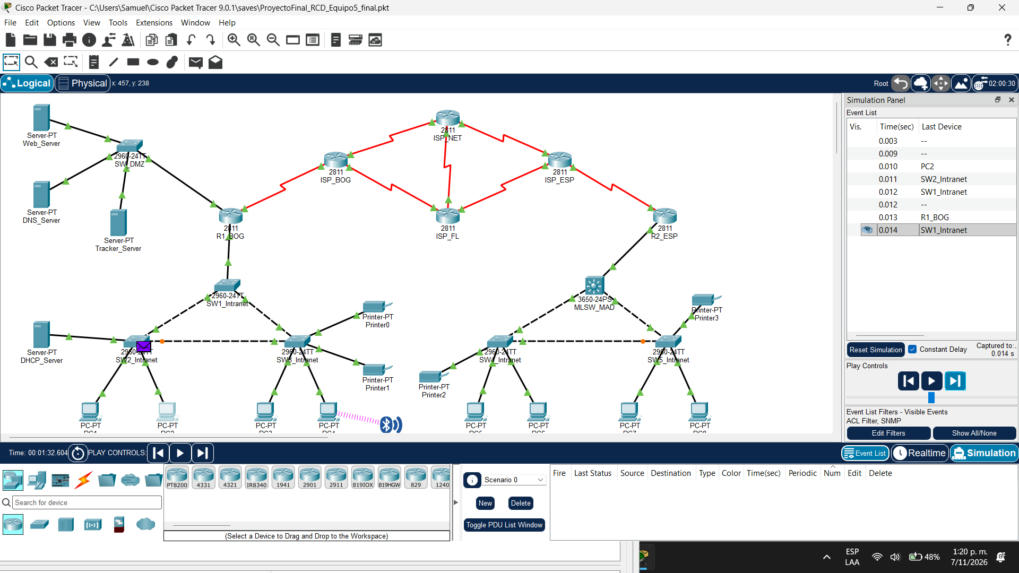 Cisco Packet Tracer - C:\Users\Samuel\Cisco Packet Tracer 9.0.1\saves\ProyectoFinal_RCD_Equipo5_final.pkt
File Edit Options View Tools Extensions Window Help
Logical Physical x: 457, y: 238 Root 02:00:30
Simulation Panel
Event List
Vis. Time(sec) Last Device
0.003 --
0.009 --
0.010 PC2
0.011 SW2_Intranet
0.012 SW1_Intranet
0.012 --
0.013 R1_BOG
0.014 SW1_Intranet
Reset Simulation Constant Delay Captured to:
0.014 s
Play Controls
Event List Filters - Visible Events
ACL Filter, SNMP
Edit Filters Show All/None
Server-PT
Web_Server
2960-24TT
SW_DMZ
Server-PT
DNS_Server
Server-PT
Tracker_Server
2811
ISP_NET
2811
ISP_BOG
2811
ISP_ESP
2811
ISP_FL
2811
R1_BOG
2811
R2_ESP
2960-24TT
SW1_Intranet
3650-24PS
MLSW_MAD
Printer-PT
Printer0
Printer-PT
Printer3
Server-PT
DHCP_Server
2960-24TT
SW2_Intranet
2960-24TT
2960-24TT
2960-24TT
Printer-PT
Printer1
Printer-PT
Printer2
PC-PT
PC-PT
PC-PT
PC-PT
PC-PT
PC-PT
PC-PT
PC-PT
Time: 00:01:32.604 PLAY CONTROLS: Event List Realtime Simulation
Search for device
PT8200 4331 4321 IR8340 1941 2901 2911 819IOX 819HGW 829 1240
(Select a Device to Drag and Drop to the Workspace)
Scenario 0
New Delete
Toggle PDU List Window
Fire Last Status Source Destination Type Color Time(sec) Periodic Num Edit Delete
48%
ESP
LAA
1:20 p. m.
7/11/2026